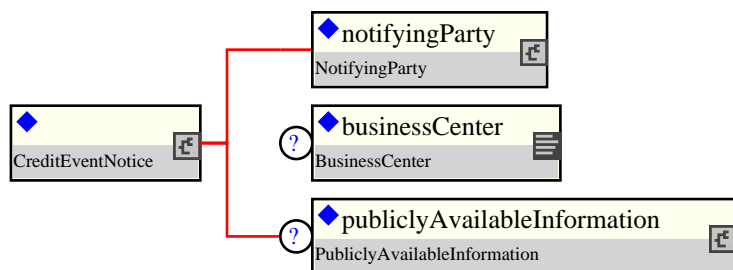 notifyingParty
NotifyingParty
CreditEventNotice
?
businessCenter
BusinessCenter
?
publiclyAvailableInformation
PubliclyAvailableInformation